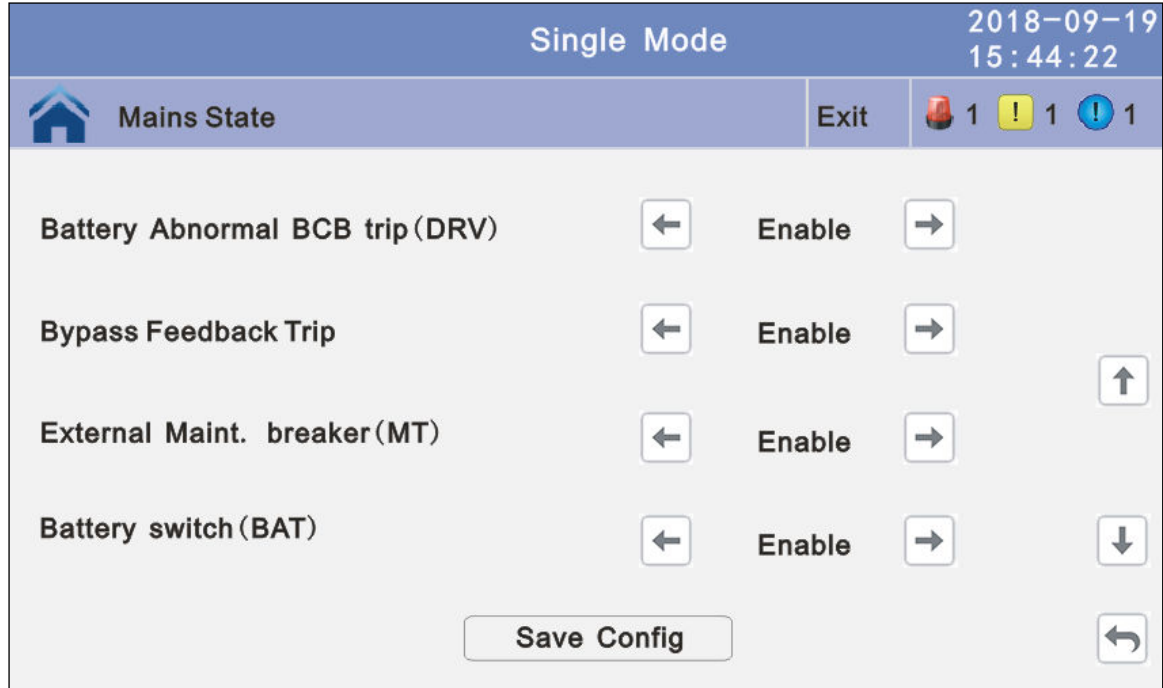 Single Mode
2018-09-19
15:44:22
Mains State
Exit
1
! 1
! 1
Battery Abnormal BCB trip(DRV)
Enable
Bypass Feedback Trip
Enable
External Maint. breaker(MT)
Enable
Battery switch(BAT)
Enable
Save Config